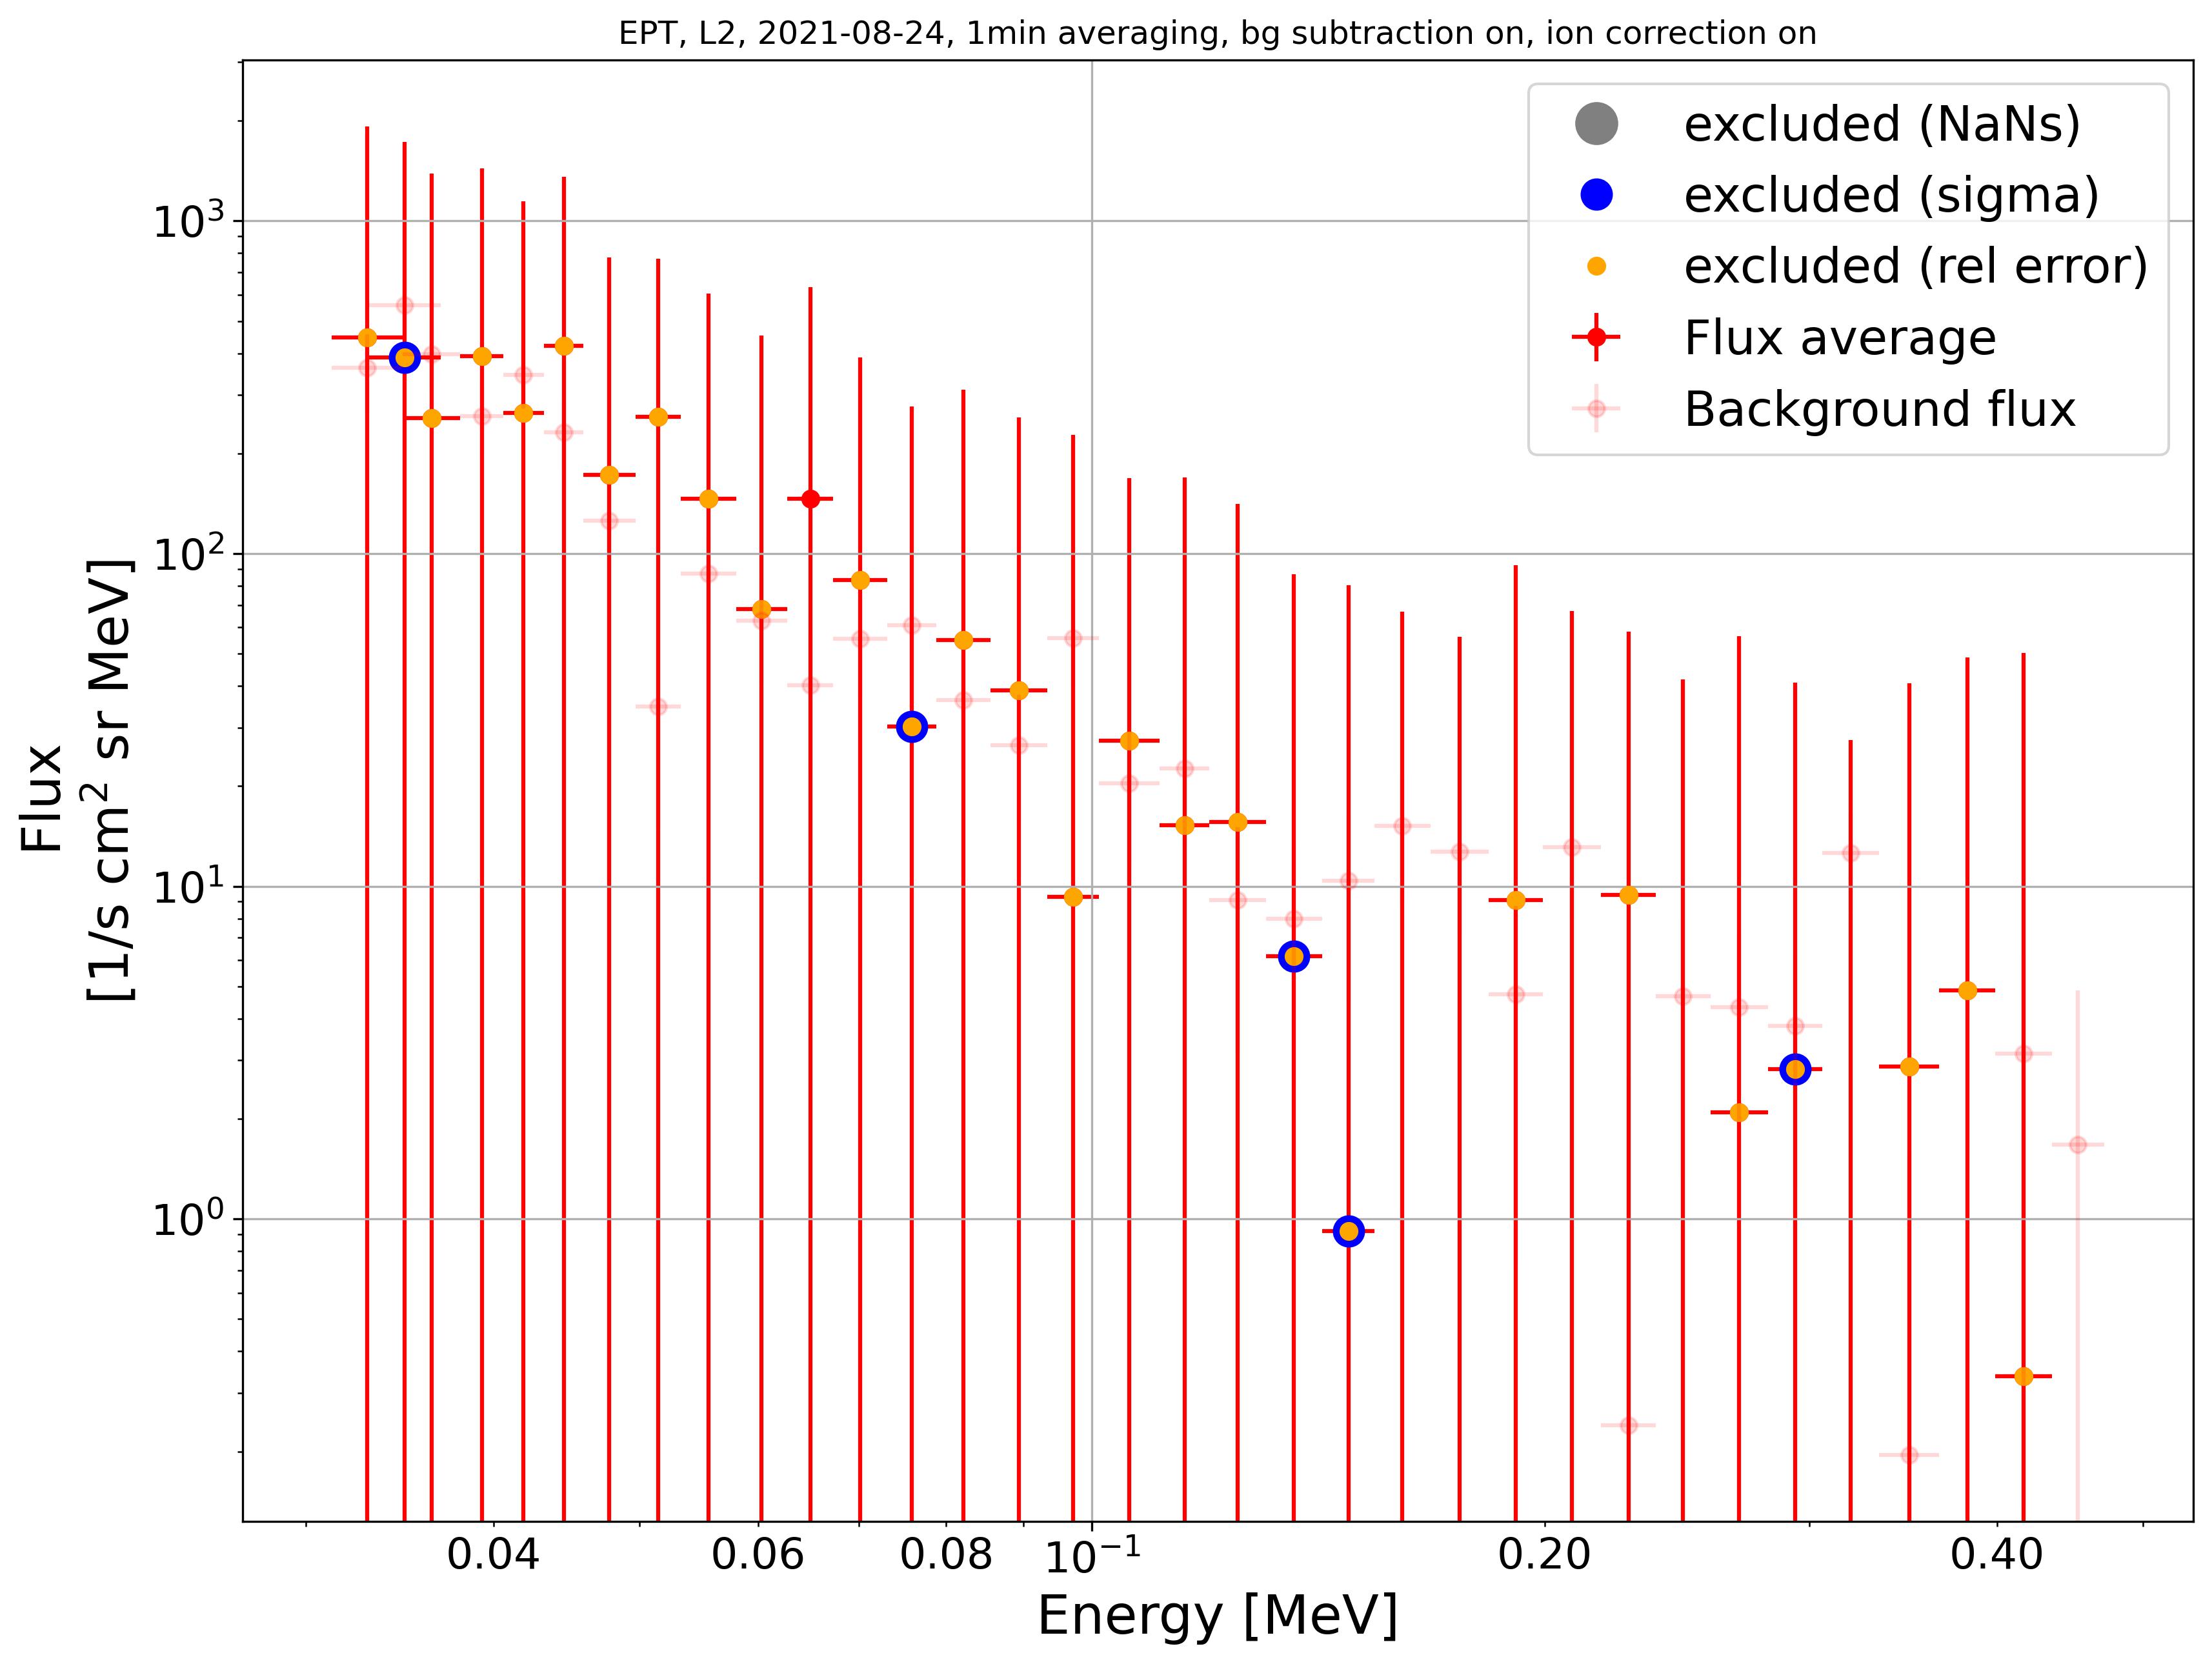 EPT, L2, 2021-08-24, 1min averaging, bg subtraction on, ion correction on
excluded (NaNs)
excluded (sigma)
excluded (rel error)
Flux average
Background flux
10³
10²
10¹
10⁰
Flux
[1/s cm² sr MeV]
0.04 0.06 0.08 10⁻¹ 0.20 0.40
Energy [MeV]